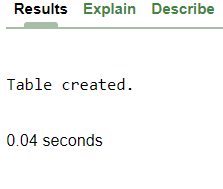 Results Explain Describe
Table created.
0.04 seconds